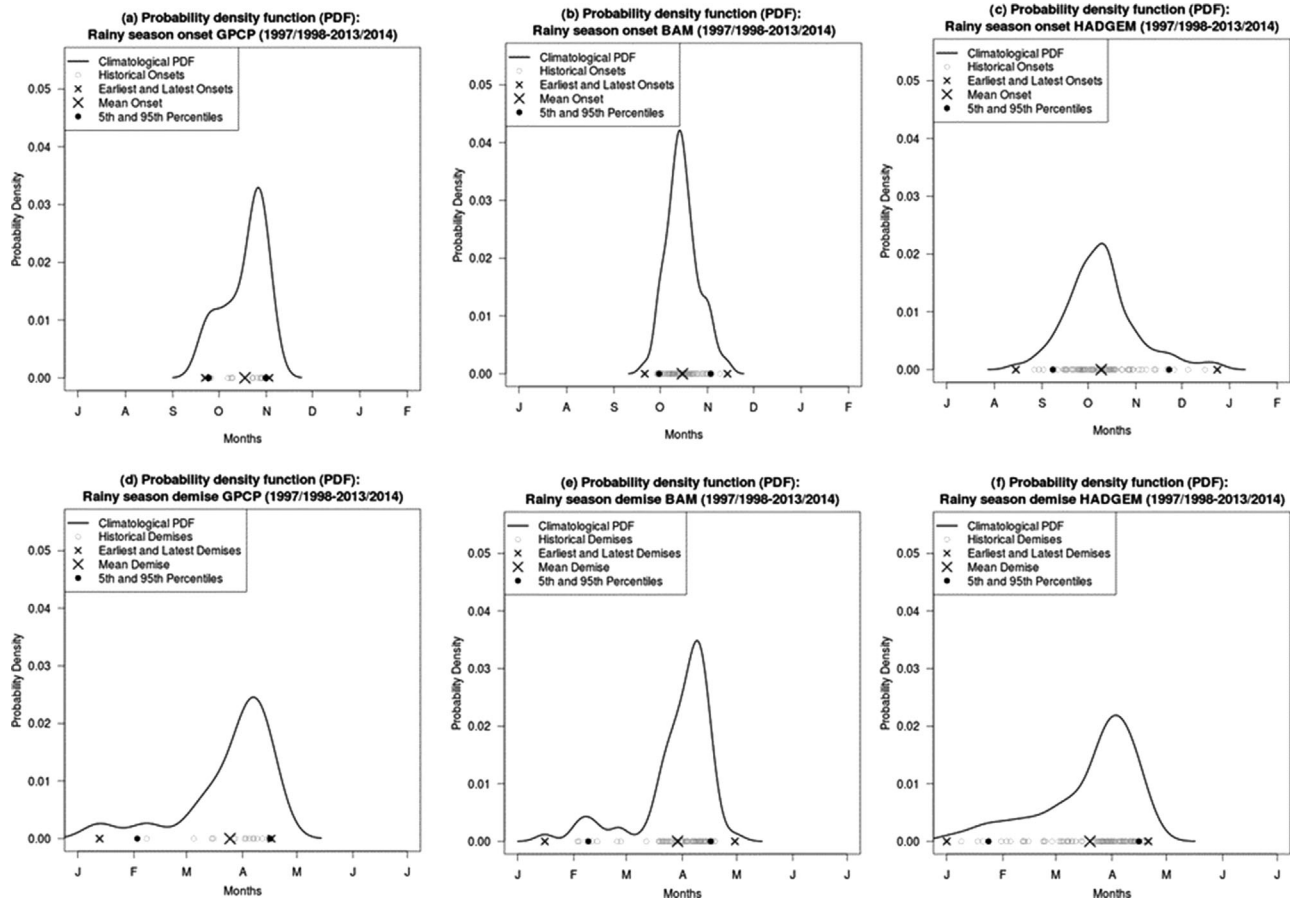 (a) Probability density function (PDF):
Rainy season onset GPCP (1997/1998-2013/2014)
Climatological PDF
Historical Onsets
Earliest and Latest Onsets
Mean Onset
5th and 95th Percentiles
Probability Density
0.05
0.04
0.03
0.02
0.01
0.00
J A S O N D J F
Months
(b) Probability density function (PDF):
Rainy season onset BAM (1997/1998-2013/2014)
Climatological PDF
Historical Onsets
Earliest and Latest Onsets
Mean Onset
5th and 95th Percentiles
Probability Density
0.05
0.04
0.03
0.02
0.01
0.00
J A S O N D J F
Months
(c) Probability density function (PDF):
Rainy season onset HADGEM (1997/1998-2013/2014)
Climatological PDF
Historical Onsets
Earliest and Latest Onsets
Mean Onset
5th and 95th Percentiles
Probability Density
0.05
0.04
0.03
0.02
0.01
0.00
J A S O N D J F
Months
(d) Probability density function (PDF):
Rainy season demise GPCP (1997/1998-2013/2014)
Climatological PDF
Historical Demises
Earliest and Latest Demises
Mean Demise
5th and 95th Percentiles
Probability Density
0.05
0.04
0.03
0.02
0.01
0.00
J F M A M J J
Months
(e) Probability density function (PDF):
Rainy season demise BAM (1997/1998-2013/2014)
Climatological PDF
Historical Demises
Earliest and Latest Demises
Mean Demise
5th and 95th Percentiles
Probability Density
0.05
0.04
0.03
0.02
0.01
0.00
J F M A M J J
Months
(f) Probability density function (PDF):
Rainy season demise HADGEM (1997/1998-2013/2014)
Climatological PDF
Historical Demises
Earliest and Latest Demises
Mean Demise
5th and 95th Percentiles
Probability Density
0.05
0.04
0.03
0.02
0.01
0.00
J F M A M J J
Months